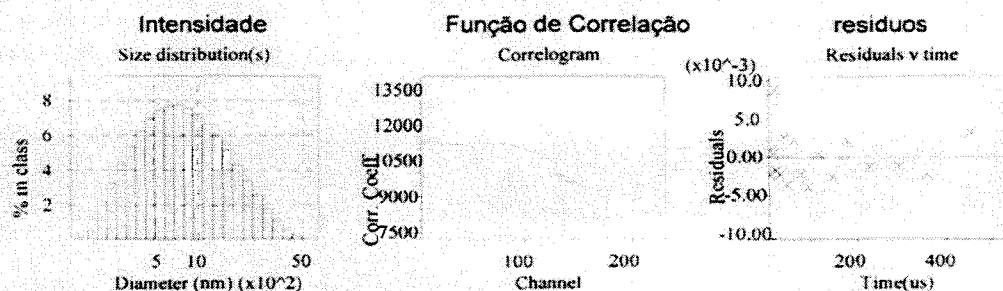 Intensidade
Size distribution(s)
% in class
8
6
4
2
5 10 50
Diameter (nm) (x10^2)
Função de Correlação
Correlogram
Corr. Coeff
13500
12000
10500
9000
7500
100 200
Channel
residuos
Residuals v time
(x10^-3)
Residuals
10.0
5.0
0.00
-5.00
-10.00
200 400
Time(us)